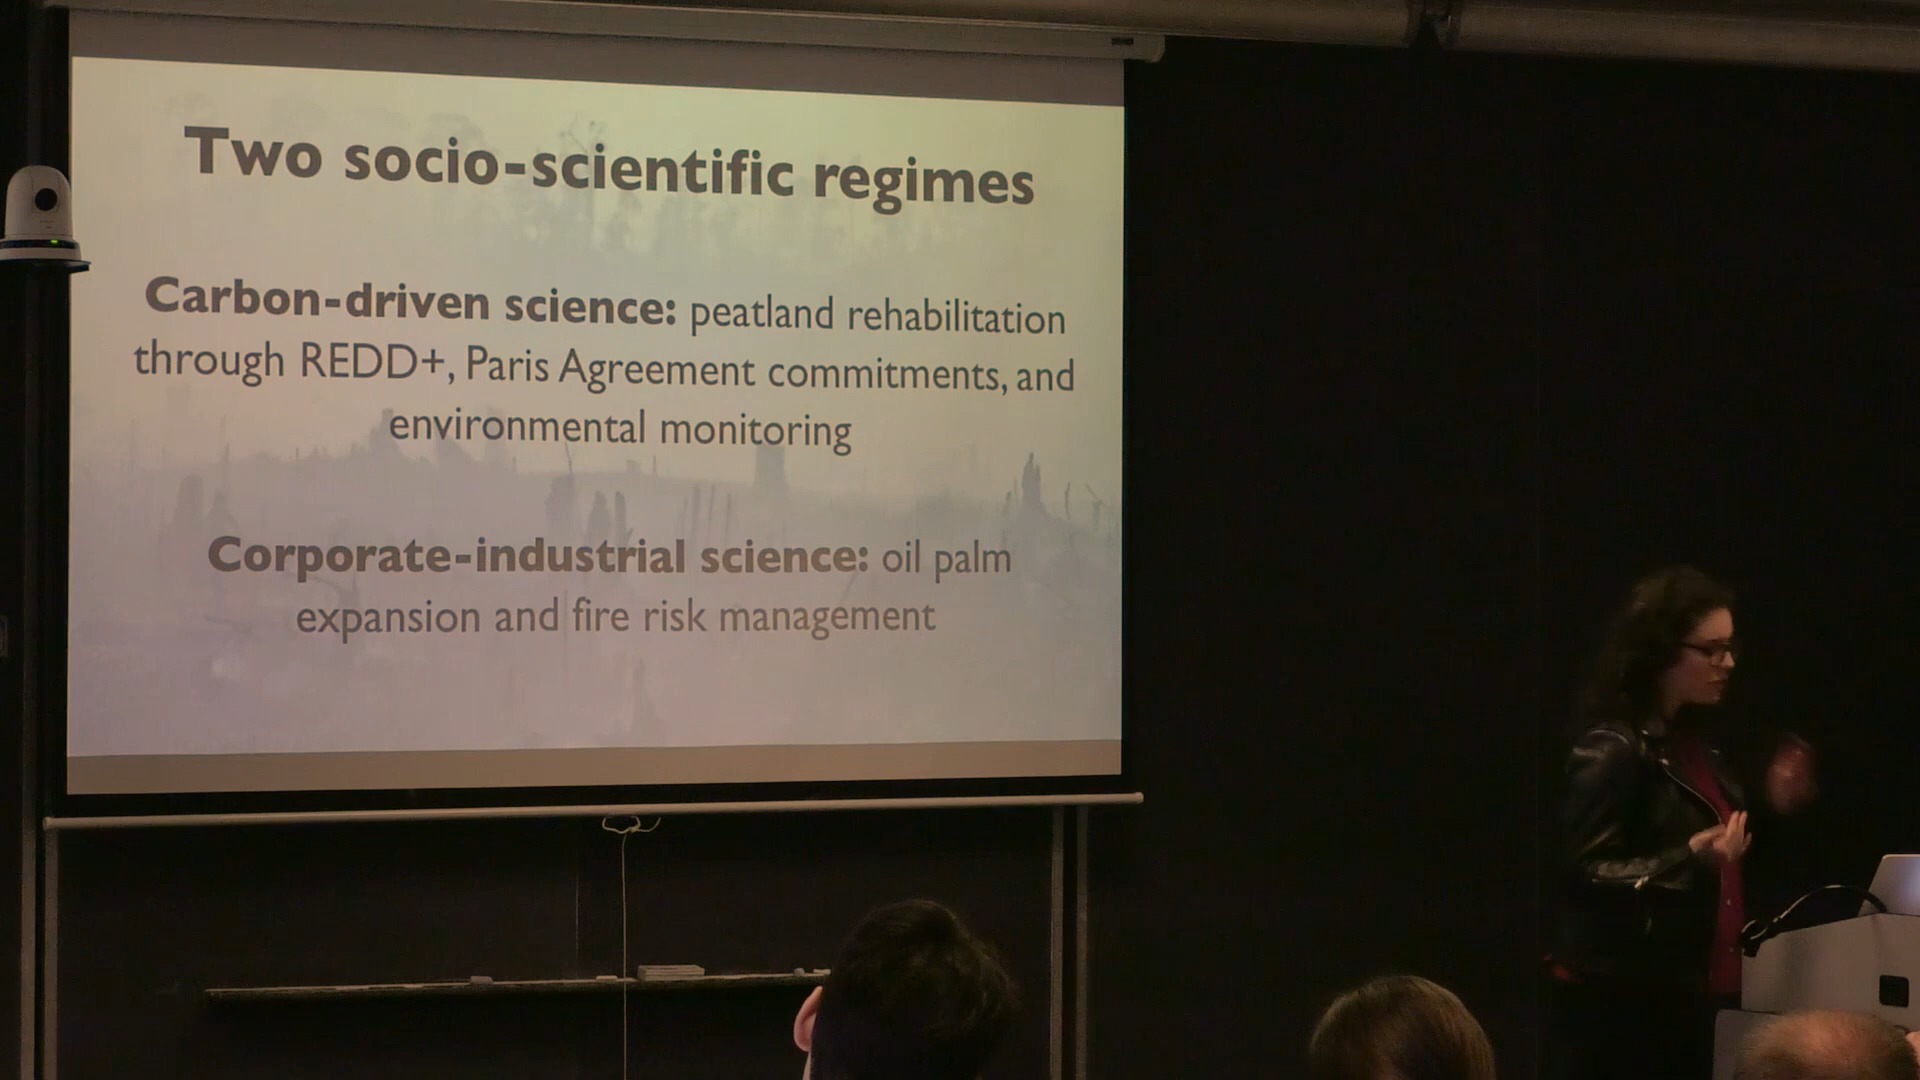 Two socio-scientific regimes
Carbon-driven science: peatland rehabilitation
through REDD+, Paris Agreement commitments, and
environmental monitoring
Corporate-industrial science: oil palm
expansion and fire risk management